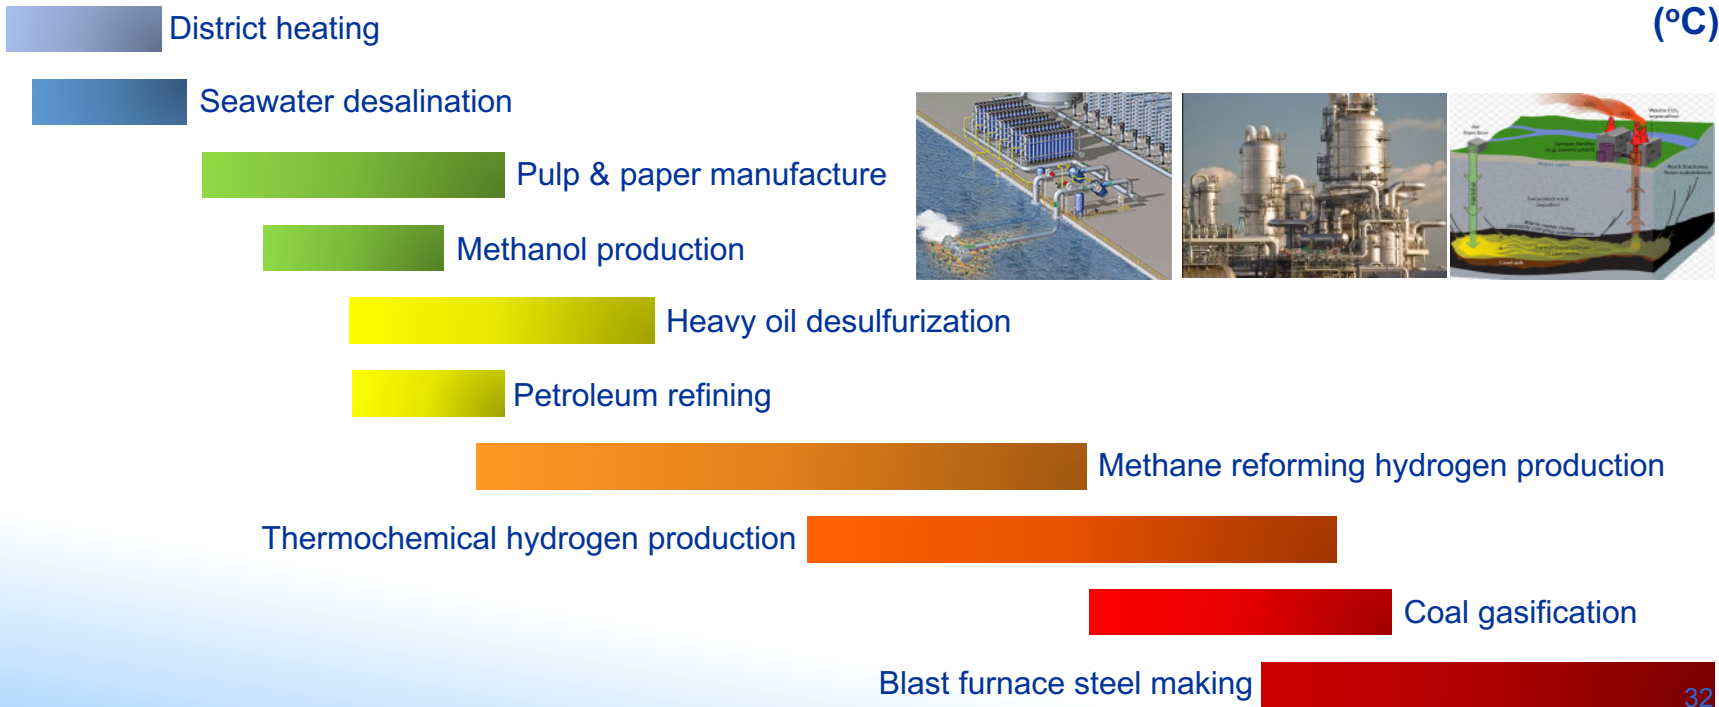 District heating
(ºC)
Seawater desalination
Pulp & paper manufacture
Methanol production
Heavy oil desulfurization
Petroleum refining
Methane reforming hydrogen production
Thermochemical hydrogen production
Coal gasification
Blast furnace steel making
32